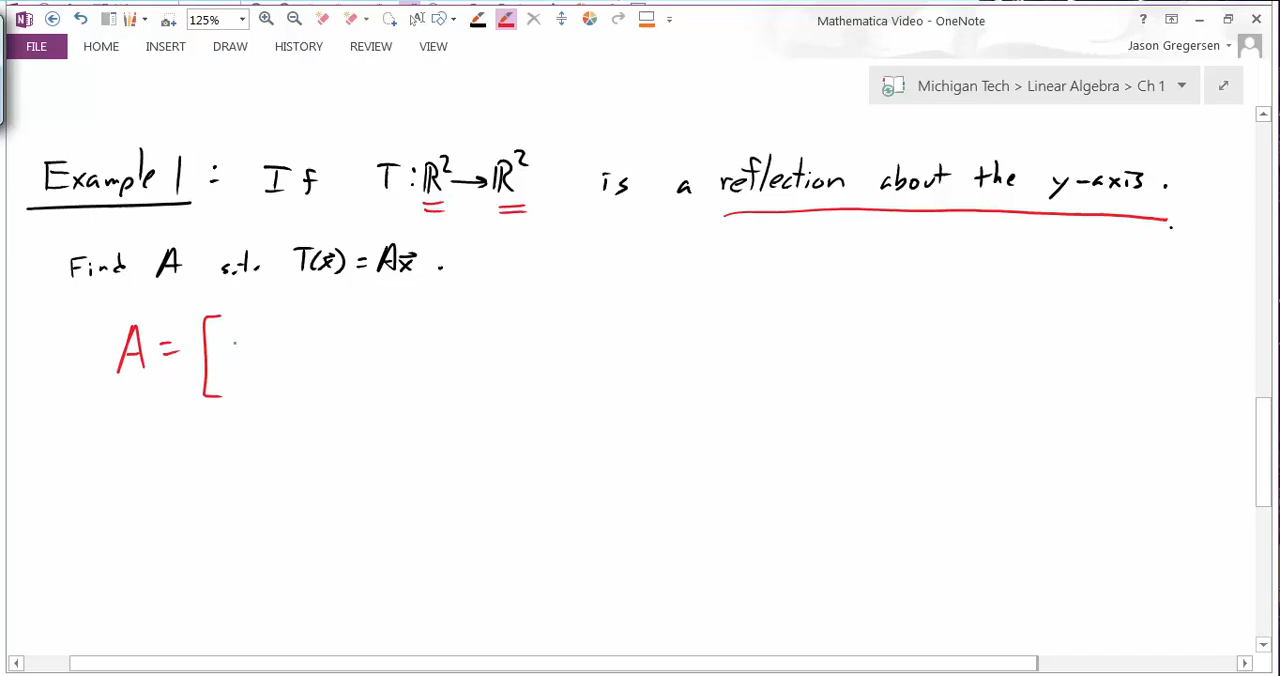 125%
Mathematica Video - OneNote
FILE HOME INSERT DRAW HISTORY REVIEW VIEW
Jason Gregersen
Michigan Tech > Linear Algebra > Ch 1
Example 1 : If T : ℝ² → ℝ² is a reflection about the y-axis .
Find A s.t. T(x⃗) = Ax⃗ .
A = [